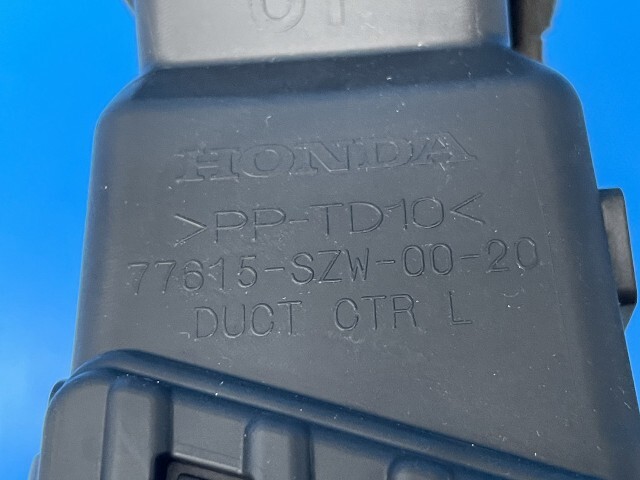 HONDA
>PP-TD10<
77615-SZW-00-20
DUCT CTR L